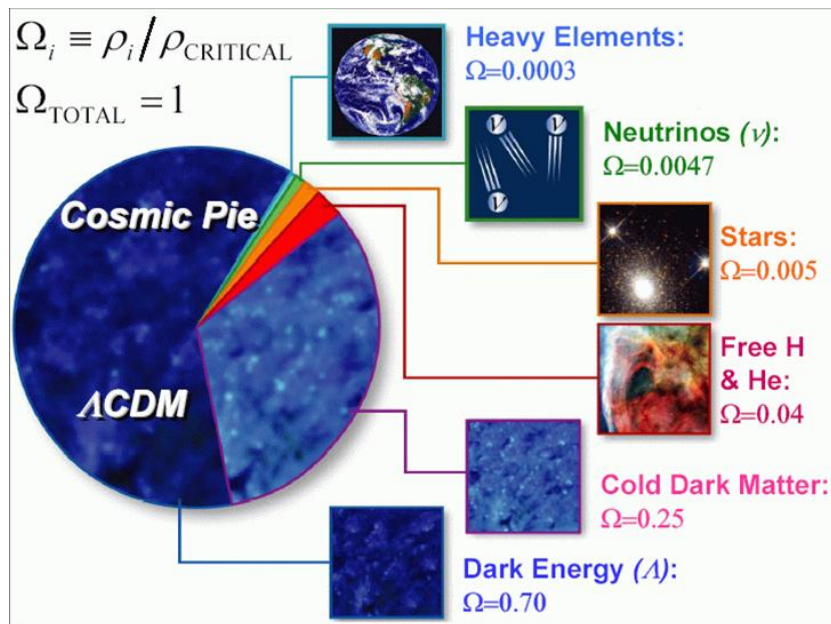 Ωᵢ ≡ ρᵢ/ρCRITICAL
ΩTOTAL = 1
Cosmic Pie
ΛCDM
Heavy Elements:
Ω=0.0003
ν ν
ν
Neutrinos (ν):
Ω=0.0047
Stars:
Ω=0.005
Free H
& He:
Ω=0.04
Cold Dark Matter:
Ω=0.25
Dark Energy (Λ):
Ω=0.70